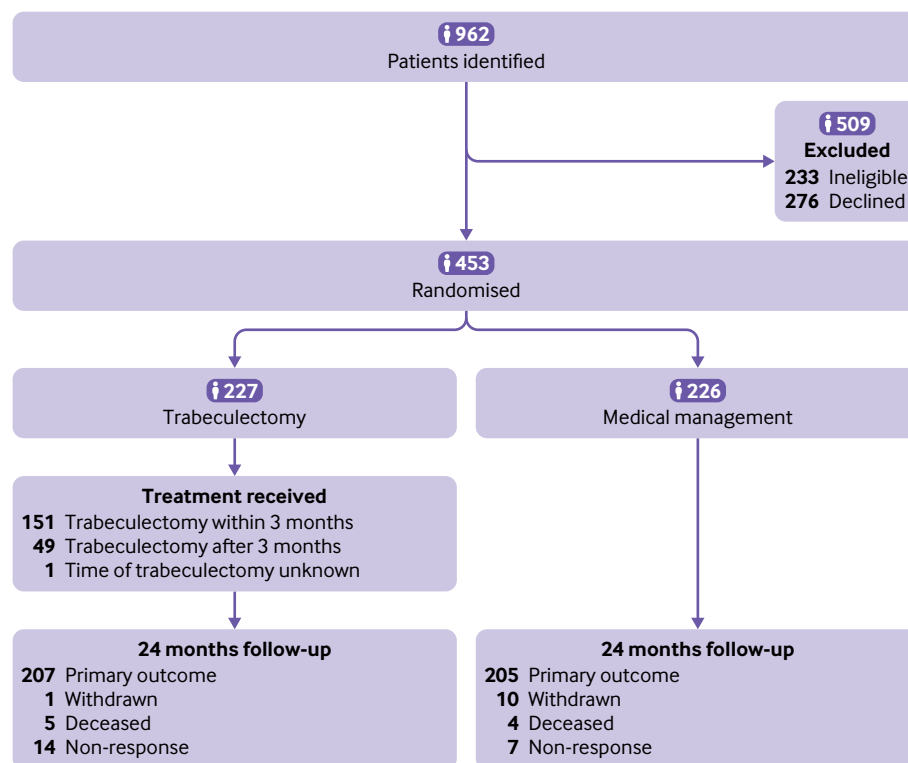 962
Patients identified
509
Excluded
233 Ineligible
276 Declined
453
Randomised
227
Trabeculectomy
226
Medical management
Treatment received
151 Trabeculectomy within 3 months
49 Trabeculectomy after 3 months
1 Time of trabeculectomy unknown
24 months follow-up
207 Primary outcome
1 Withdrawn
5 Deceased
14 Non-response
24 months follow-up
205 Primary outcome
10 Withdrawn
4 Deceased
7 Non-response